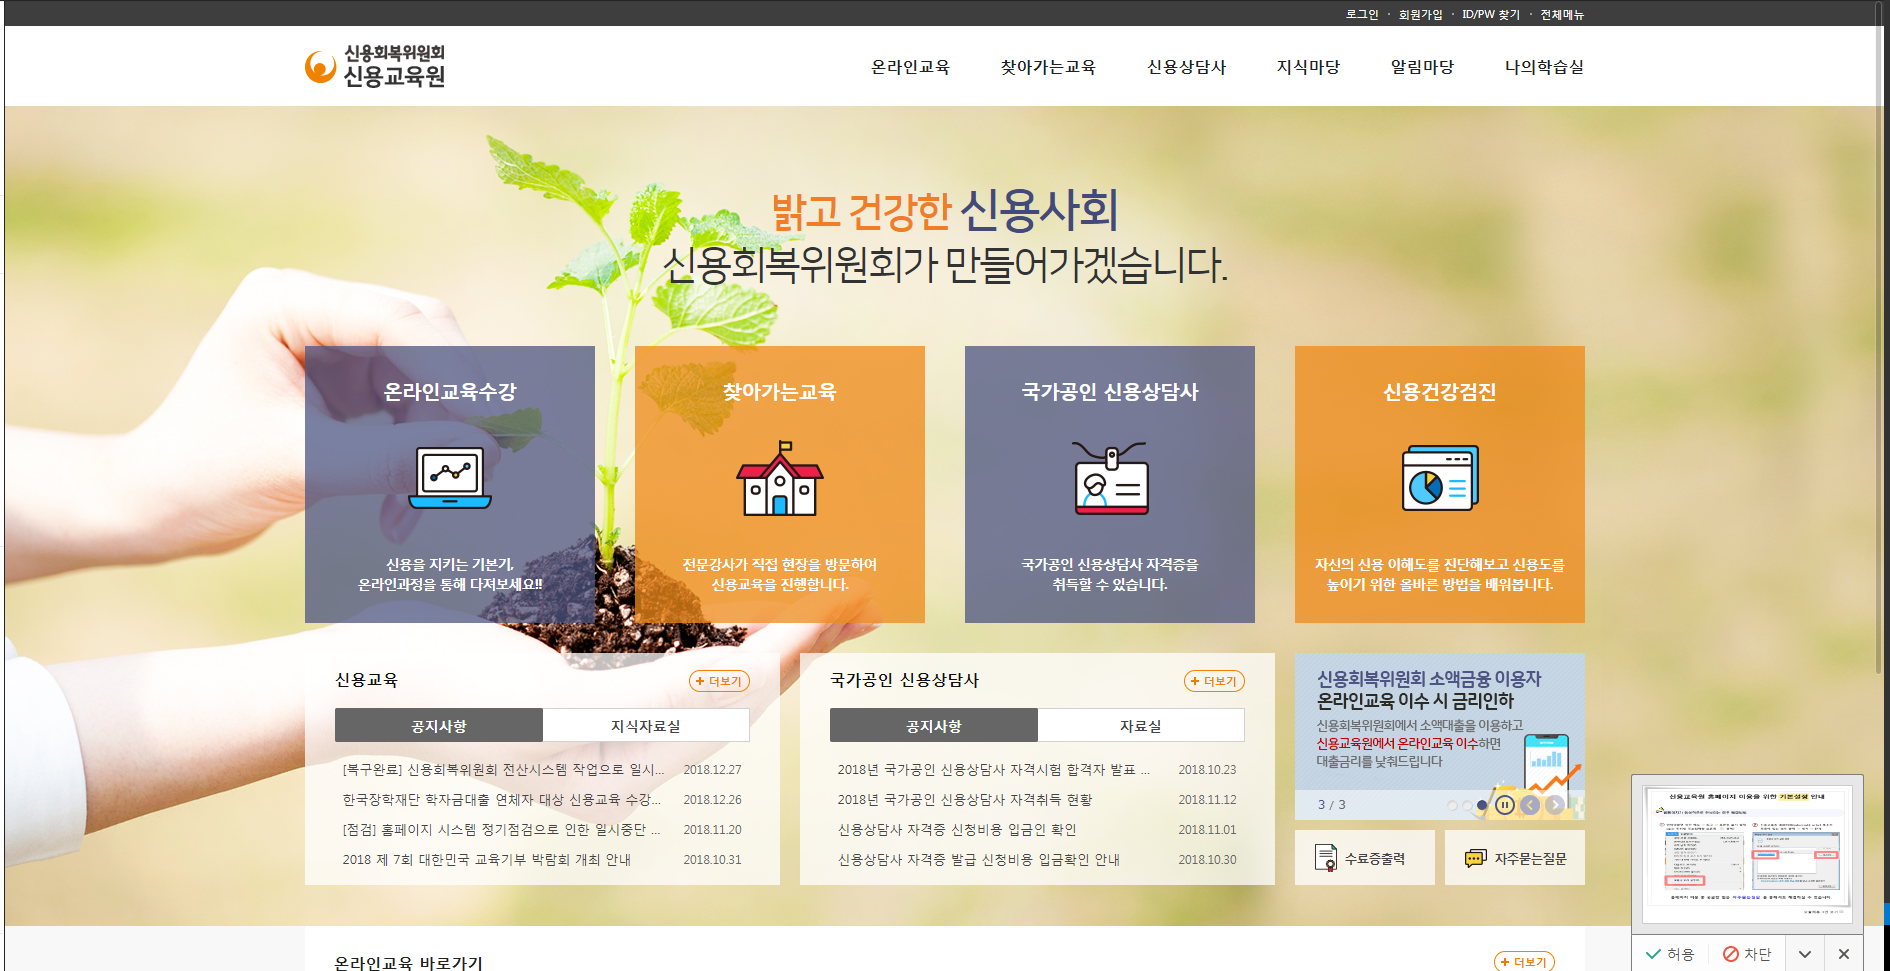 로그인 · 회원가입 · ID/PW 찾기 · 전체메뉴
신용회복위원회
신용교육원
온라인교육 찾아가는교육 신용상담사 지식마당 알림마당 나의학습실
밝고 건강한 신용사회
신용회복위원회가 만들어가겠습니다.
온라인교육수강
신용을 지키는 기본기,
온라인과정을 통해 다져보세요!!
찾아가는교육
전문강사가 직접 현장을 방문하여
신용교육을 진행합니다.
국가공인 신용상담사
국가공인 신용상담사 자격증을
취득할 수 있습니다.
신용건강검진
자신의 신용 이해도를 진단해보고 신용도를
높이기 위한 올바른 방법을 배워봅니다.
신용교육 + 더보기
공지사항 지식자료실
[복구완료] 신용회복위원회 전산시스템 작업으로 일시... 2018.12.27
한국장학재단 학자금대출 연체자 대상 신용교육 수강... 2018.12.26
[점검] 홈페이지 시스템 정기점검으로 인한 일시중단 ... 2018.11.20
2018 제 7회 대한민국 교육기부 박람회 개최 안내 2018.10.31
국가공인 신용상담사 + 더보기
공지사항 자료실
2018년 국가공인 신용상담사 자격시험 합격자 발표 ... 2018.10.23
2018년 국가공인 신용상담사 자격취득 현황 2018.11.12
신용상담사 자격증 신청비용 입금인 확인 2018.11.01
신용상담사 자격증 발급 신청비용 입금확인 안내 2018.10.30
신용회복위원회 소액금융 이용자
온라인교육 이수 시 금리인하
신용회복위원회에서 소액대출을 이용하고
신용교육원에서 온라인교육 이수하면
대출금리를 낮춰드립니다
3 / 3
수료증출력 자주묻는질문
신용교육원 홈페이지 이용을 위한 기본설정 안내
허용 차단
온라인교육 바로가기 + 더보기